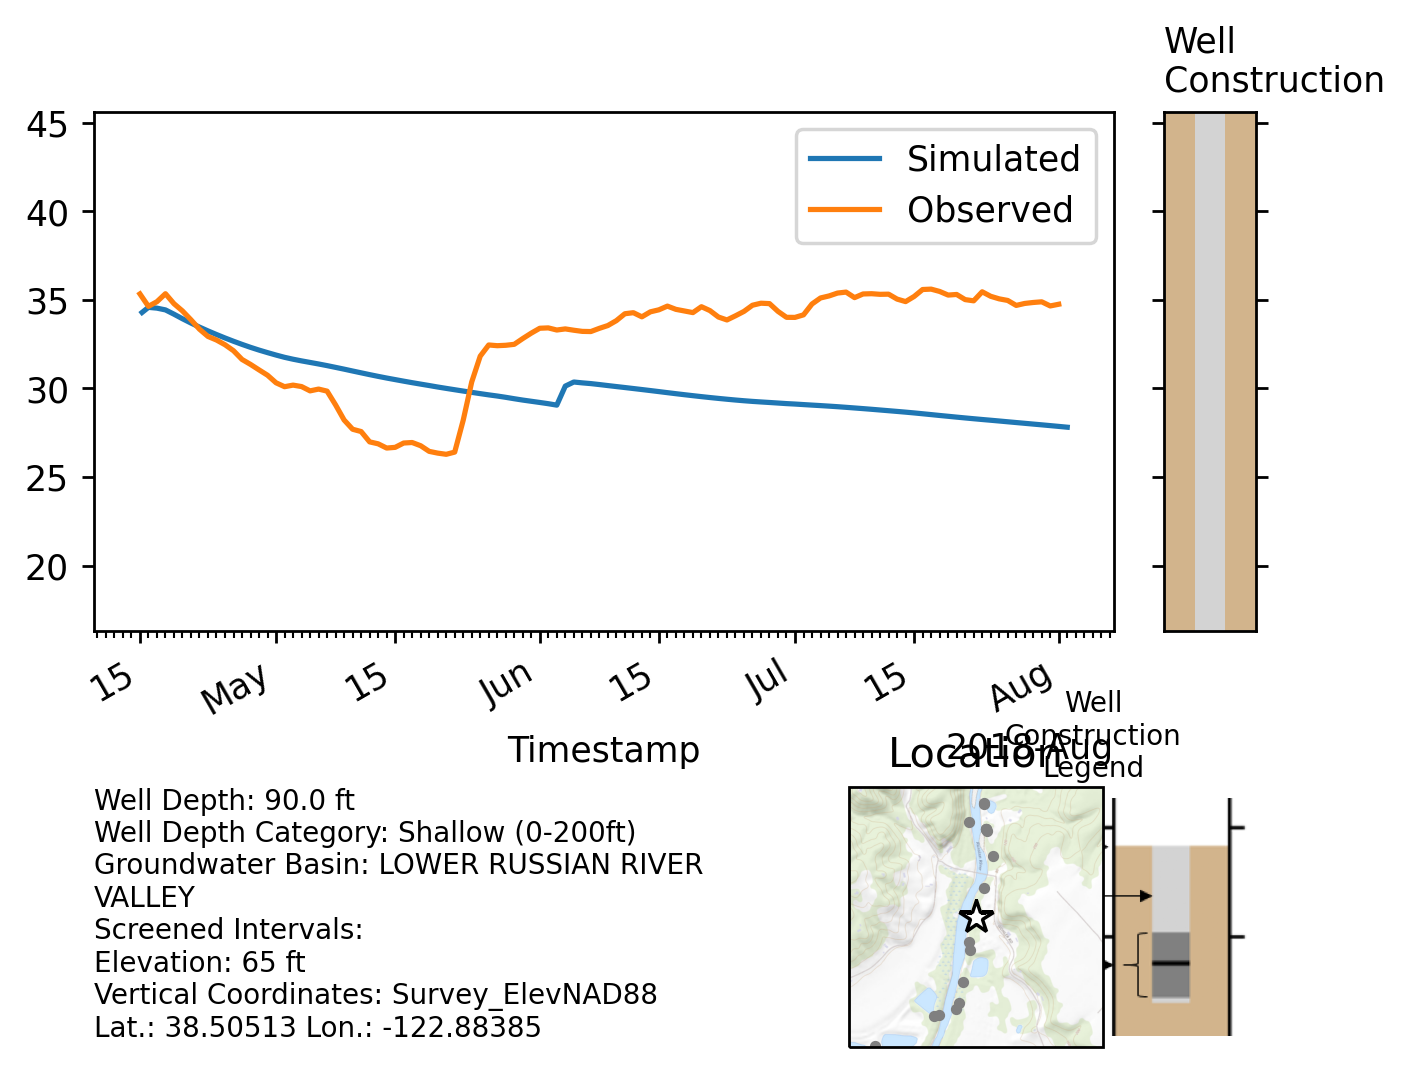 Well
Construction
45
40
35
30
25
20
Simulated
Observed
15
May
15
Jun
15
Jul
15
Aug
Timestamp
2018-Aug
Well
Construction
Legend
Location
Well Depth: 90.0 ft
Well Depth Category: Shallow (0-200ft)
Groundwater Basin: LOWER RUSSIAN RIVER
VALLEY
Screened Intervals:
Elevation: 65 ft
Vertical Coordinates: Survey_ElevNAD88
Lat.: 38.50513 Lon.: -122.88385